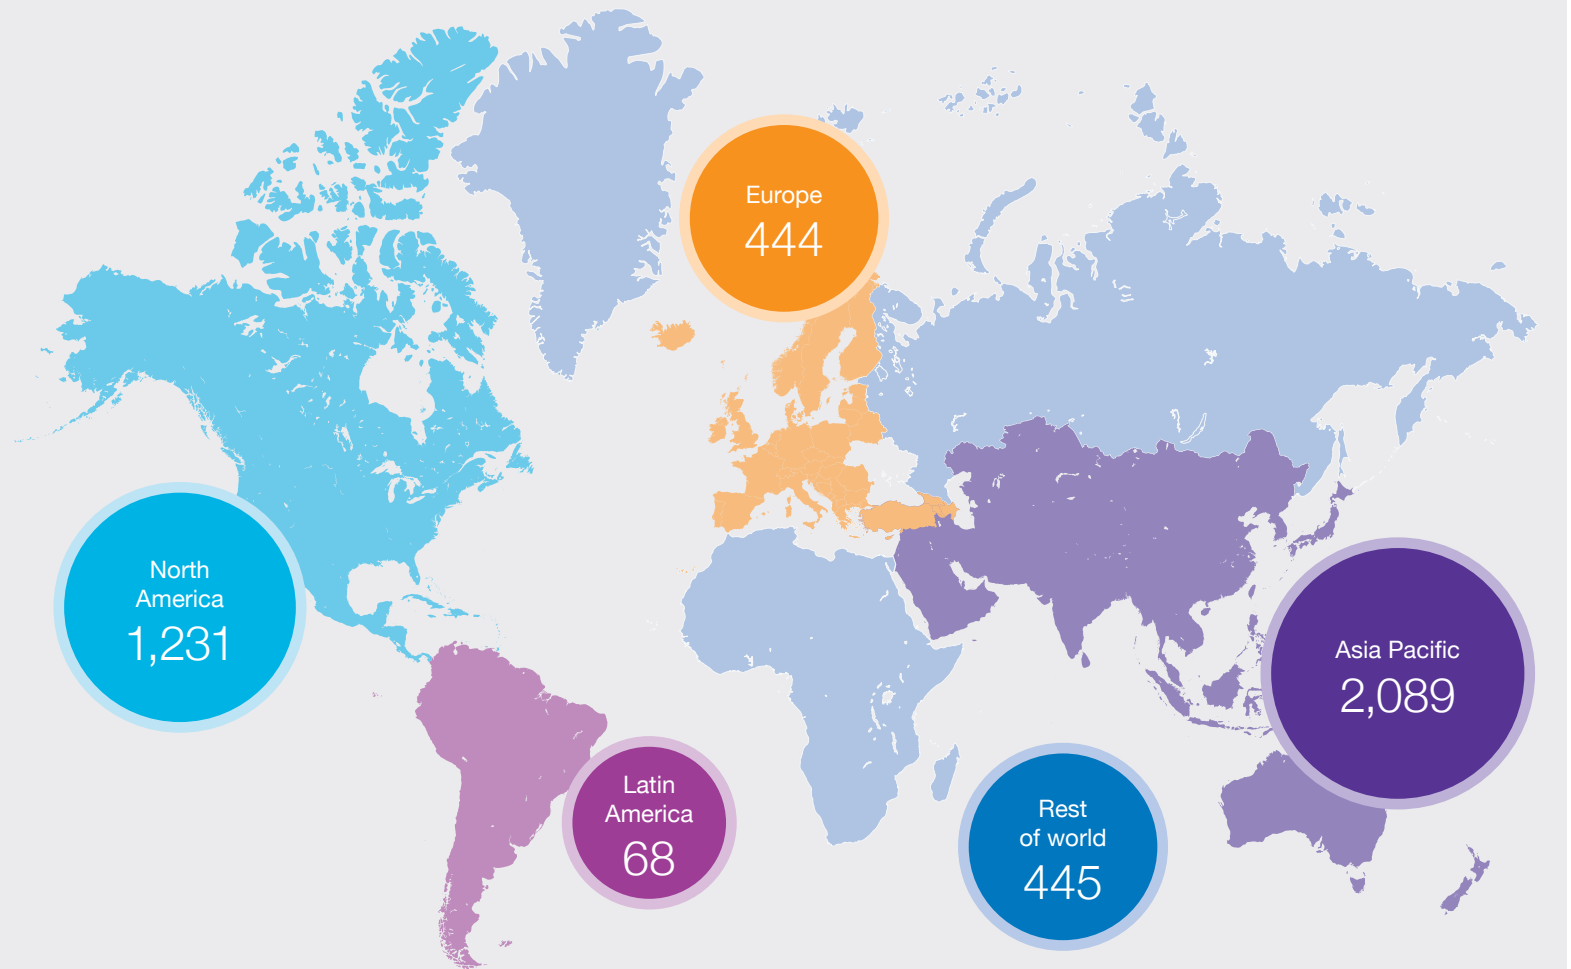 Europe
444
North
America
1,231
Asia Pacific
2,089
Latin
America
68
Rest
of world
445